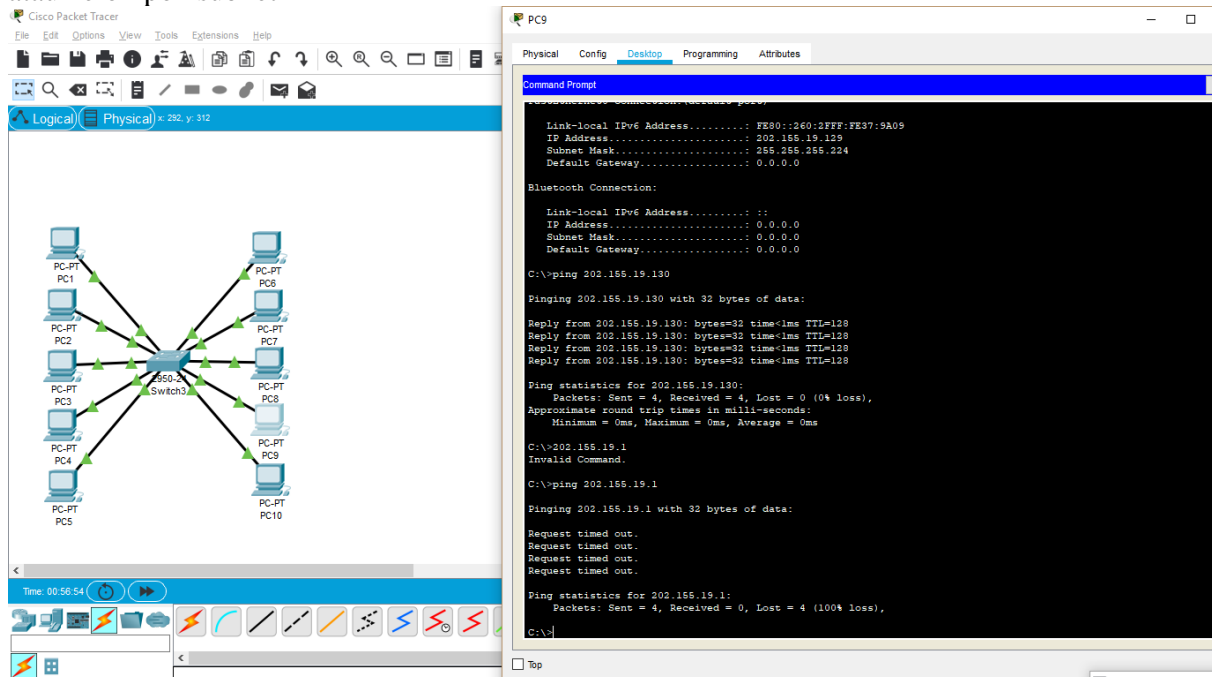 Cisco Packet Tracer
File Edit Options View Tools Extensions Help
Logical Physical x: 292, y: 312
PC-PT
PC1
PC-PT
PC6
PC-PT
PC2
PC-PT
PC7
2950-24
Switch3
PC-PT
PC3
PC-PT
PC8
PC-PT
PC4
PC-PT
PC9
PC-PT
PC5
PC-PT
PC10
Time: 00:56:54
PC9
Physical Config Desktop Programming Attributes
Command Prompt
FastEthernet0 Connection:(default port)
Link-local IPv6 Address.........: FE80::260:2FFF:FE37:9A09
IP Address......................: 202.155.19.129
Subnet Mask.....................: 255.255.255.224
Default Gateway.................: 0.0.0.0
Bluetooth Connection:
Link-local IPv6 Address.........: ::
IP Address......................: 0.0.0.0
Subnet Mask.....................: 0.0.0.0
Default Gateway.................: 0.0.0.0
C:\>ping 202.155.19.130
Pinging 202.155.19.130 with 32 bytes of data:
Reply from 202.155.19.130: bytes=32 time<1ms TTL=128
Reply from 202.155.19.130: bytes=32 time<1ms TTL=128
Reply from 202.155.19.130: bytes=32 time<1ms TTL=128
Reply from 202.155.19.130: bytes=32 time<1ms TTL=128
Ping statistics for 202.155.19.130:
Packets: Sent = 4, Received = 4, Lost = 0 (0% loss),
Approximate round trip times in milli-seconds:
Minimum = 0ms, Maximum = 0ms, Average = 0ms
C:\>202.155.19.1
Invalid Command.
C:\>ping 202.155.19.1
Pinging 202.155.19.1 with 32 bytes of data:
Request timed out.
Request timed out.
Request timed out.
Request timed out.
Ping statistics for 202.155.19.1:
Packets: Sent = 4, Received = 0, Lost = 4 (100% loss),
C:\>
Top